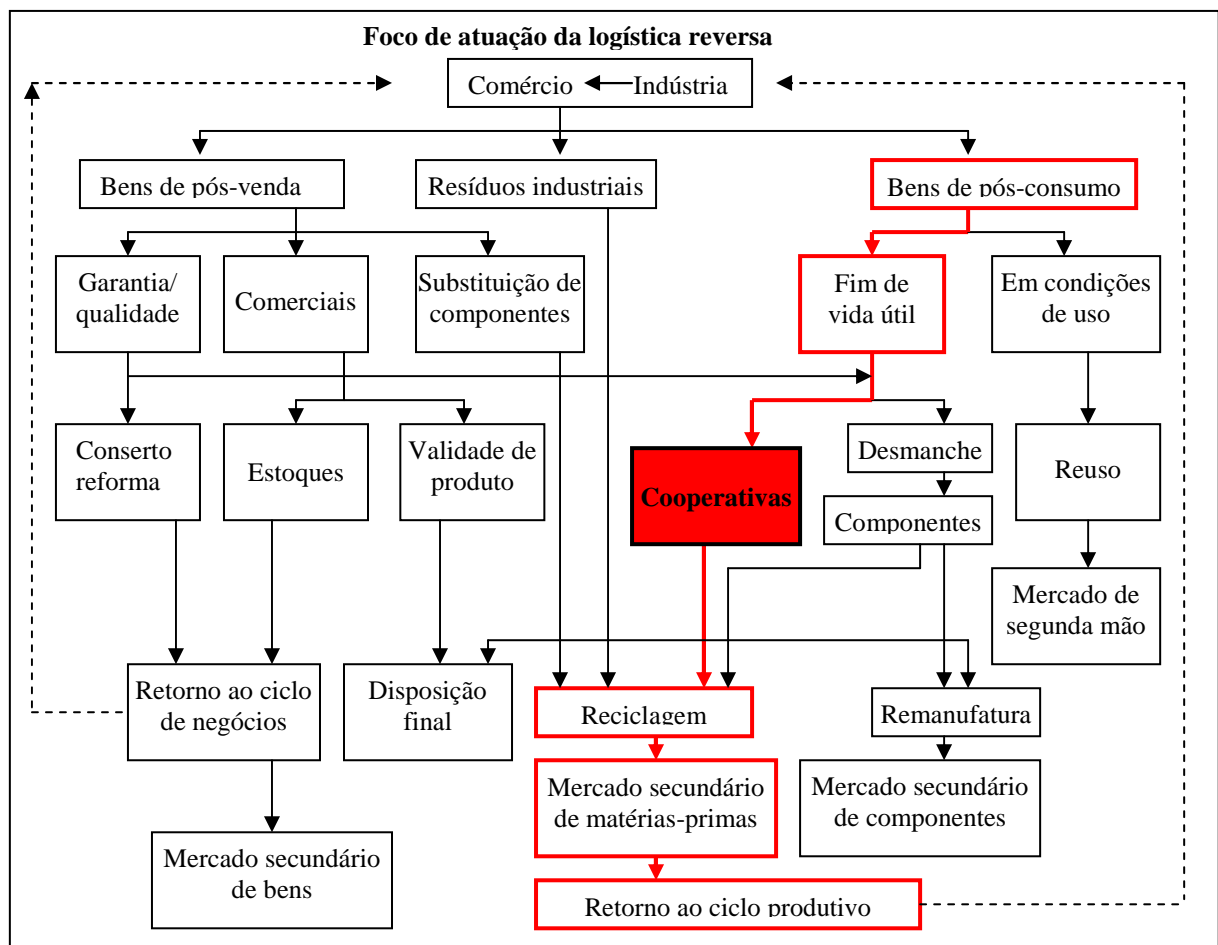 Foco de atuação da logística reversa
Comércio Indústria
Bens de pós-venda
Resíduos industriais
Bens de pós-consumo
Garantia/
qualidade
Comerciais
Substituição de
componentes
Fim de
vida útil
Em condições
de uso
Conserto
reforma
Estoques
Validade de
produto
Cooperativas
Desmanche
Componentes
Reuso
Mercado de
segunda mão
Retorno ao ciclo
de negócios
Disposição
final
Reciclagem
Remanufatura
Mercado secundário
de matérias-primas
Mercado secundário
de componentes
Mercado secundário
de bens
Retorno ao ciclo produtivo